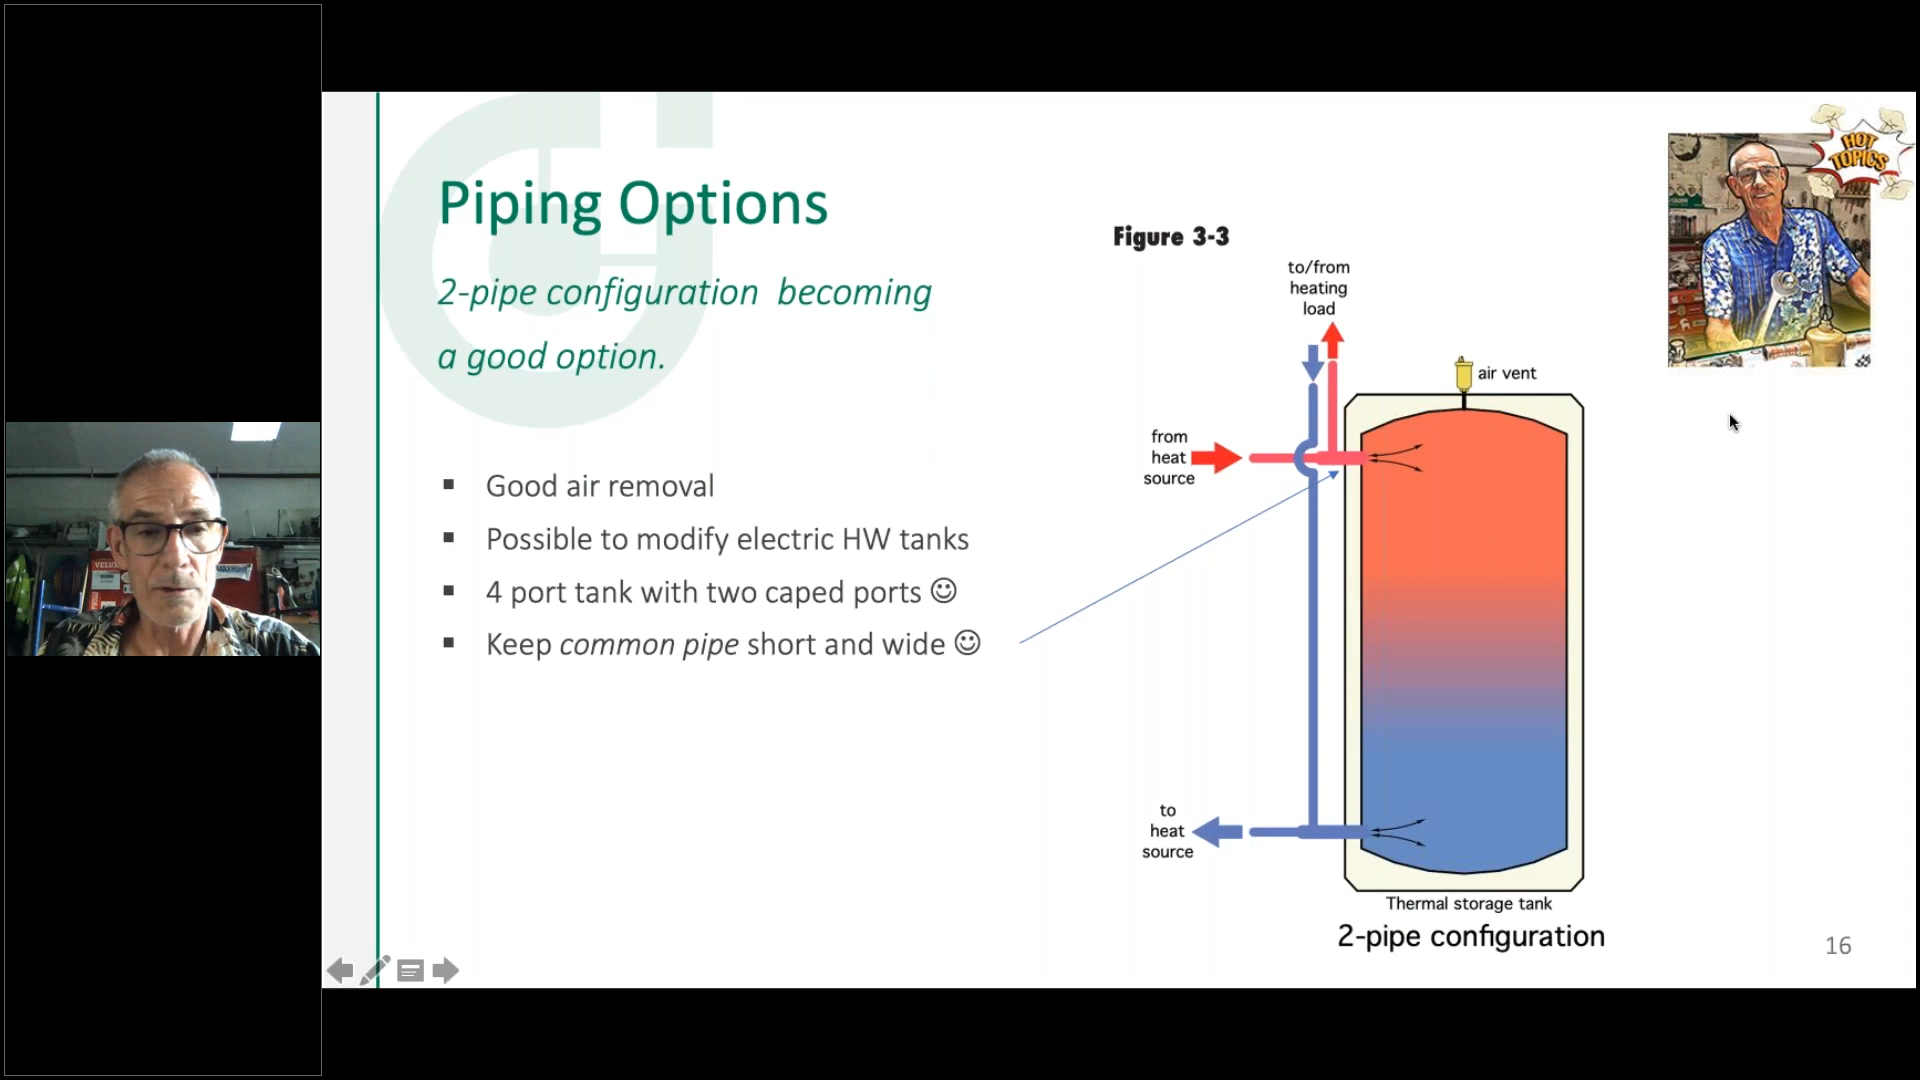 Piping Options
2-pipe configuration becoming
a good option.
▪ Good air removal
▪ Possible to modify electric HW tanks
▪ 4 port tank with two caped ports ☺
▪ Keep common pipe short and wide ☺
Figure 3-3
to/from
heating
load
air vent
from
heat
source
to
heat
source
Thermal storage tank
2-pipe configuration
HOT
TOPICS
16
VELUX